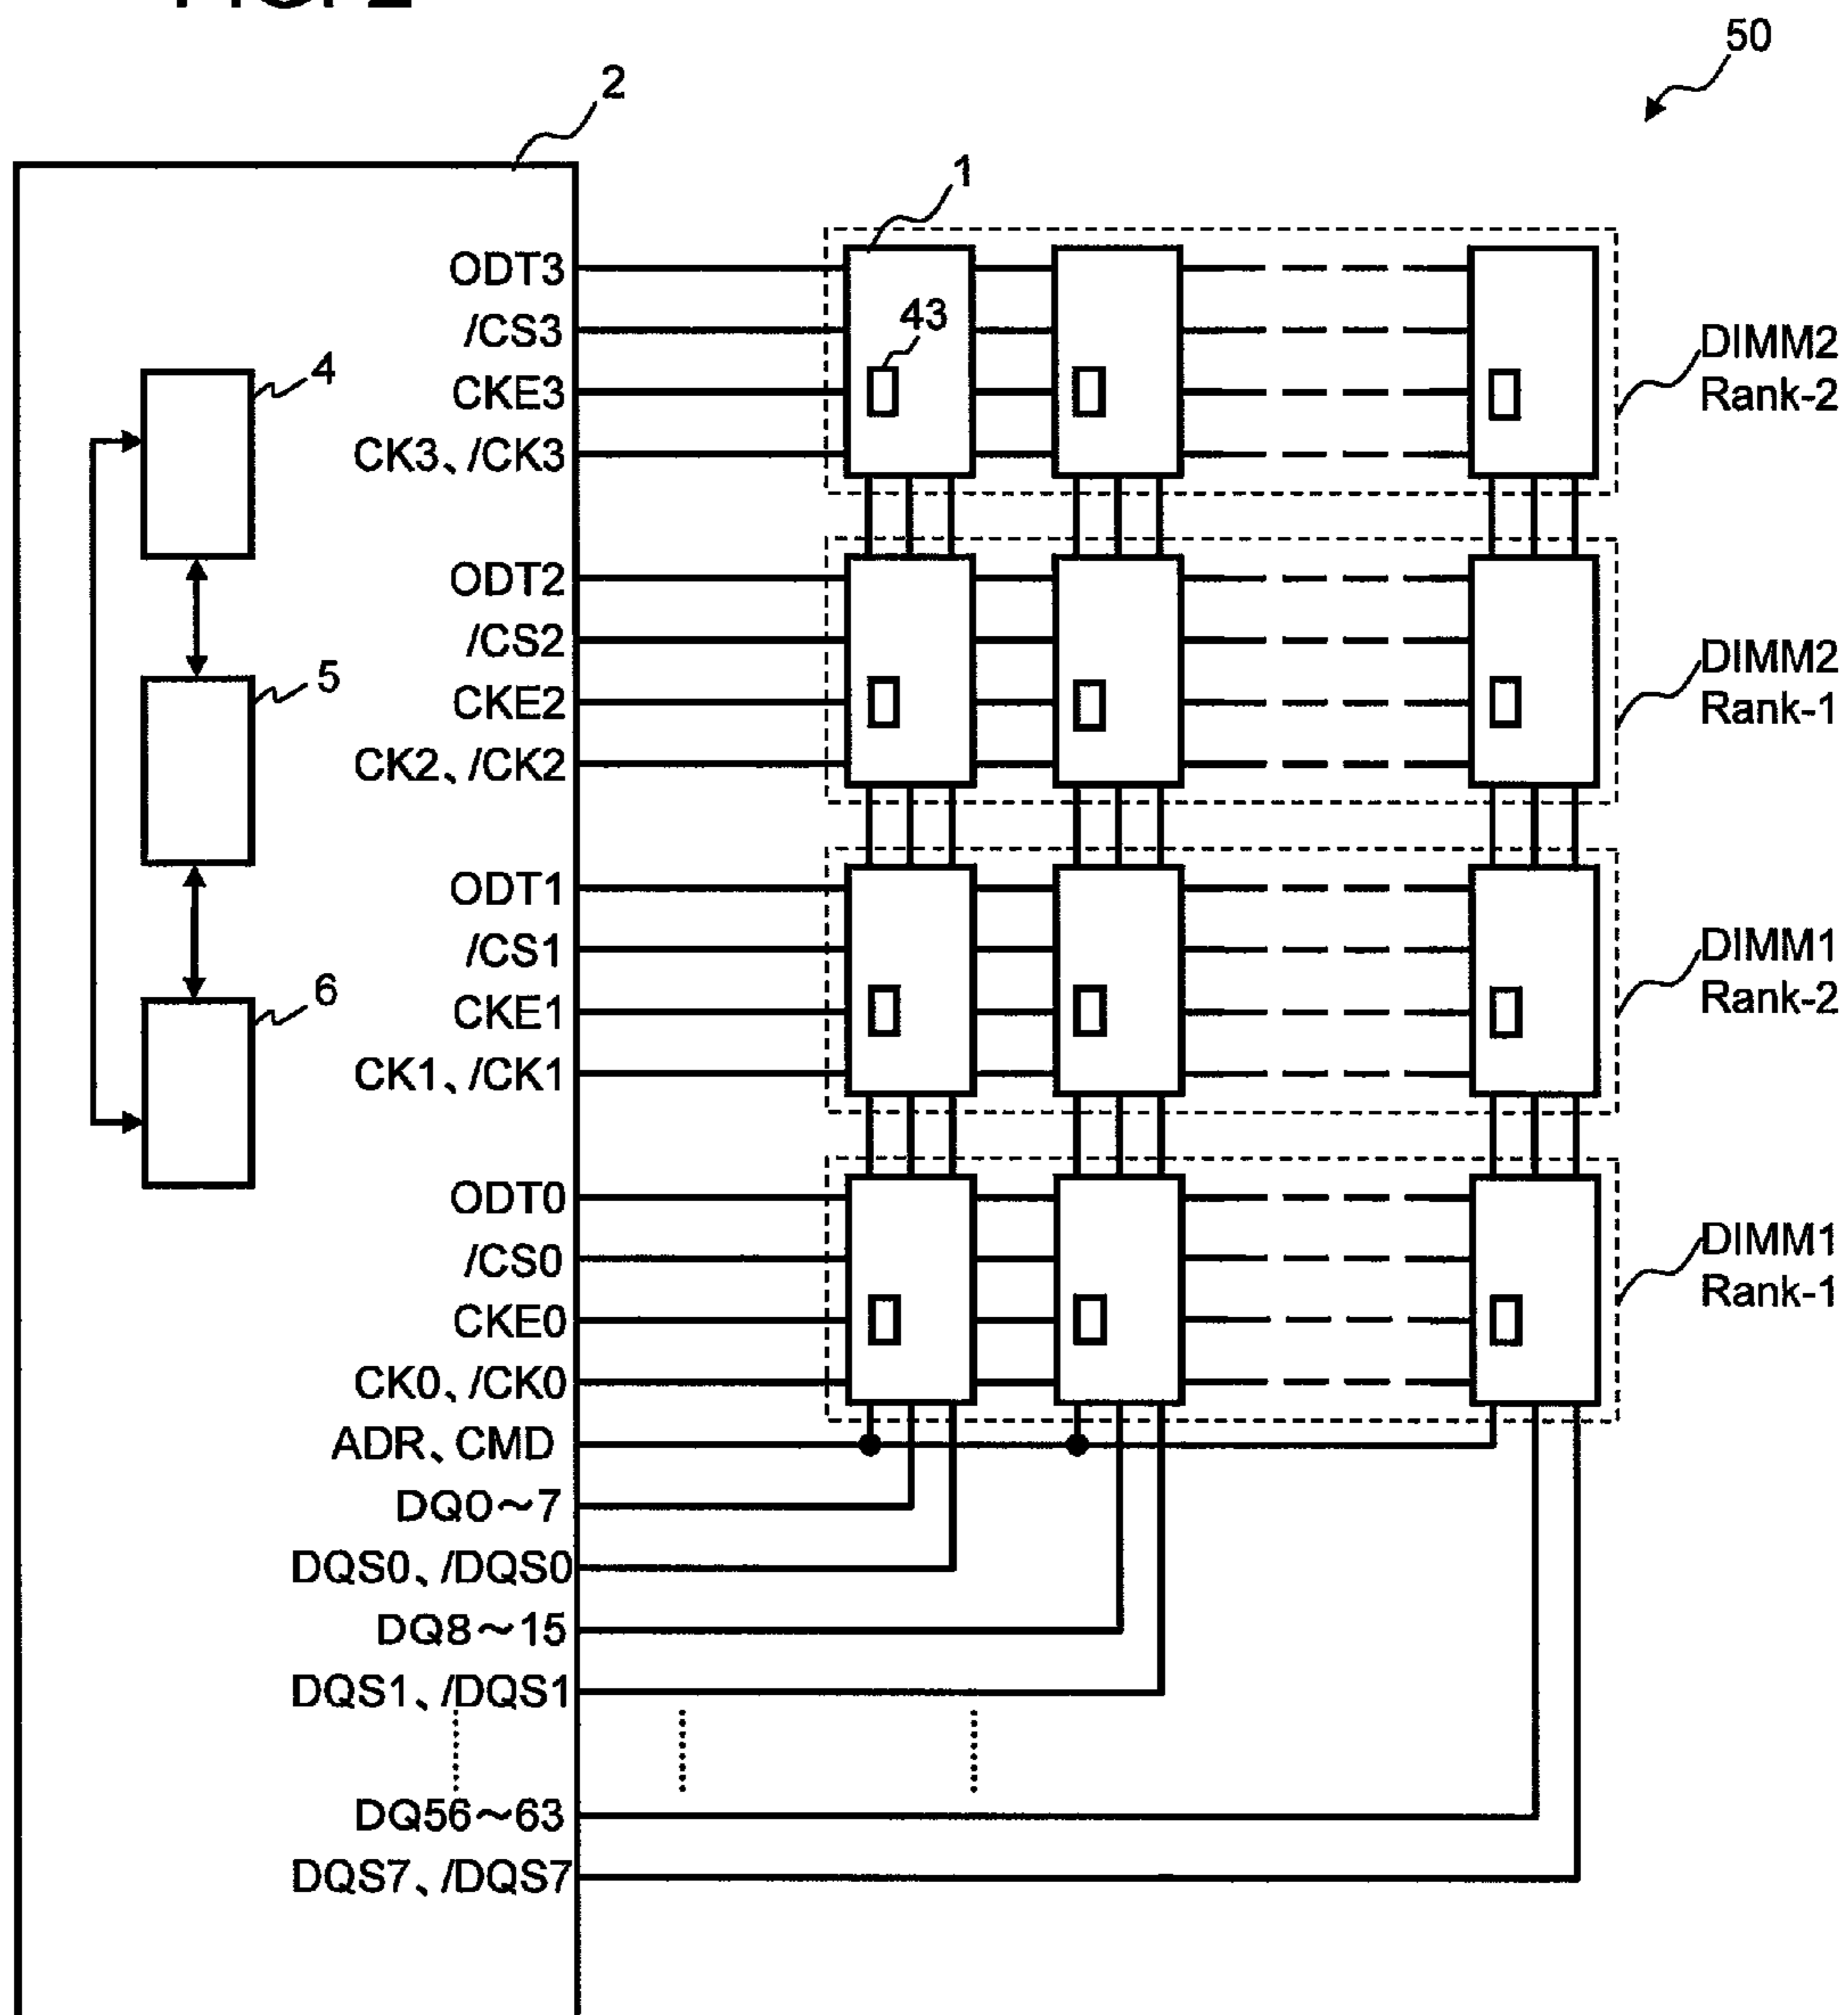 FIG. 2
50
2
1
ODT3
43
/CS3
DIMM2
Rank-2
4
CKE3
CK3、/CK3
ODT2
/CS2
DIMM2
Rank-1
5
CKE2
CK2、/CK2
ODT1
/CS1
DIMM1
Rank-2
6
CKE1
CK1、/CK1
ODT0
/CS0
DIMM1
Rank-1
CKE0
CK0、/CK0
ADR、CMD
DQ0～7
DQS0、/DQS0
DQ8～15
DQS1、/DQS1
DQ56～63
DQS7、/DQS7